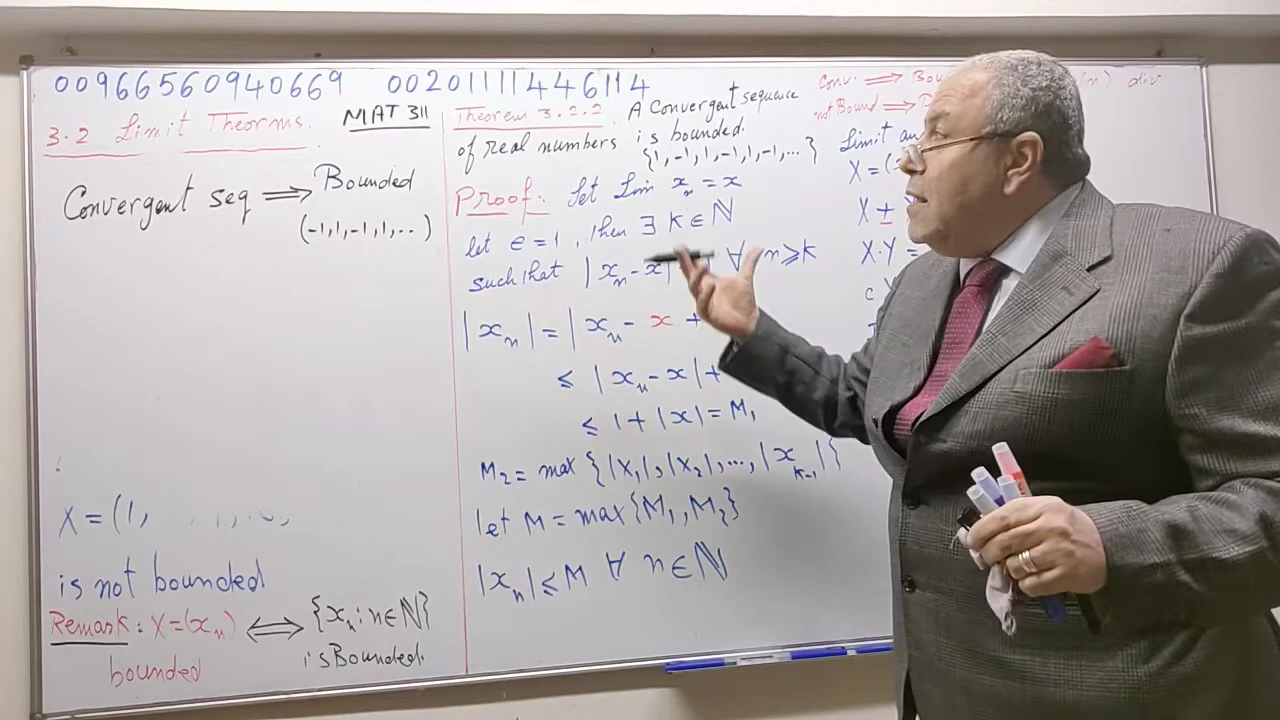 00966560940669 00201111446114
3.2 Limit Theorms.
MAT 311
Convergent seq ⟹ Bounded
(-1,1,-1,1,..)
X = (1,
is not bounded
Remark: X=(xₙ) ⟺ {xₙ : n∈ℕ}
bounded is Bounded.
Theorem 3.2.2 A Convergent sequence
of real numbers is bounded.
{1,-1,1,-1,1,-1,...}
Proof: Let Lim xₙ = x
let ε = 1, then ∃ K ∈ ℕ
such that |xₙ - x| ∀ n ⩾ K
|xₙ| = |xₙ - x +
≤ |xₙ - x| +
≤ 1 + |x| = M₁
M₂ = max {|x₁|, |x₂|, ..., |x_{K-1}|}
let M = max{M₁, M₂}
|xₙ| ≤ M ∀ n ∈ ℕ
Conv. ⟹ (n) div
not Bound ⟹
Limit
X = (
X ±
X·Y =
c